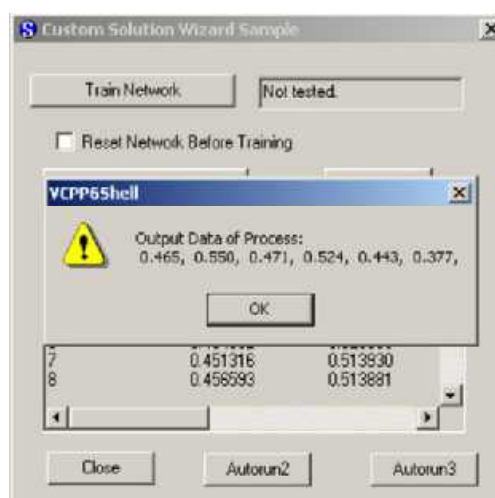 Custom Solution Wizard Sample
Train Network
Not tested.
Reset Network Before Training
VCPP6Shell
Output Data of Process:
0.465, 0.550, 0.471, 0.524, 0.443, 0.377,
OK
7 0.451316 0.513930
8 0.456593 0.513881
Close Autorun2 Autorun3